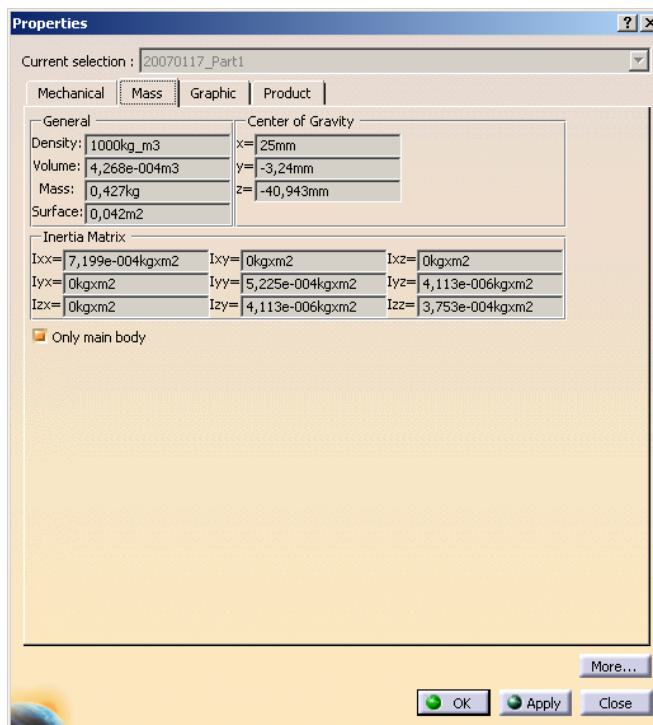 Properties
Current selection : 20070117_Part1
Mechanical Mass Graphic Product
General Center of Gravity
Density: 1000kg_m3 x= 25mm
Volume: 4,268e-004m3 y= -3,24mm
Mass: 0,427kg z= -40,943mm
Surface: 0,042m2
Inertia Matrix
Ixx= 7,199e-004kgxm2 Ixy= 0kgxm2 Ixz= 0kgxm2
Iyx= 0kgxm2 Iyy= 5,225e-004kgxm2 Iyz= 4,113e-006kgxm2
Izx= 0kgxm2 Izy= 4,113e-006kgxm2 Izz= 3,753e-004kgxm2
Only main body
More...
OK Apply Close